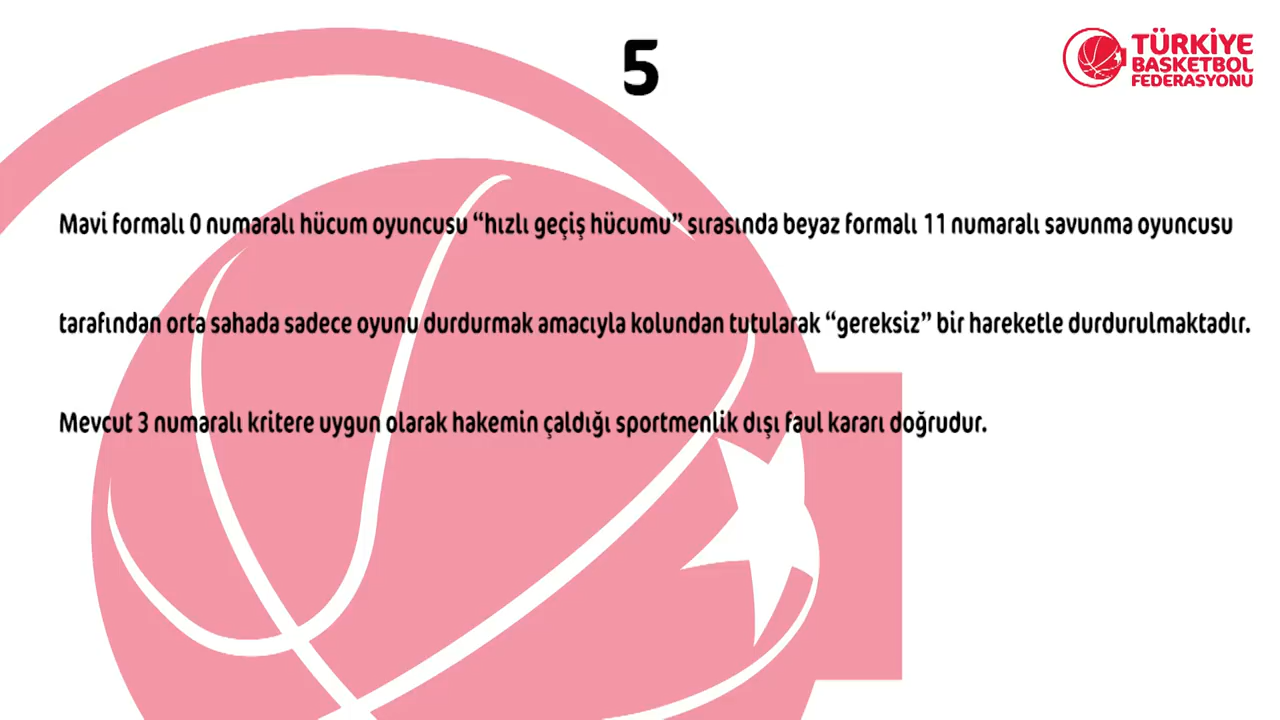 5
TÜRKİYE
BASKETBOL
FEDERASYONU
Mavi formalı 0 numaralı hücum oyuncusu “hızlı geçiş hücumu” sırasında beyaz formalı 11 numaralı savunma oyuncusu
tarafından orta sahada sadece oyunu durdurmak amacıyla kolundan tutularak “gereksiz” bir hareketle durdurulmaktadır.
Mevcut 3 numaralı kritere uygun olarak hakemin çaldığı sportmenlik dışı faul kararı doğrudur.